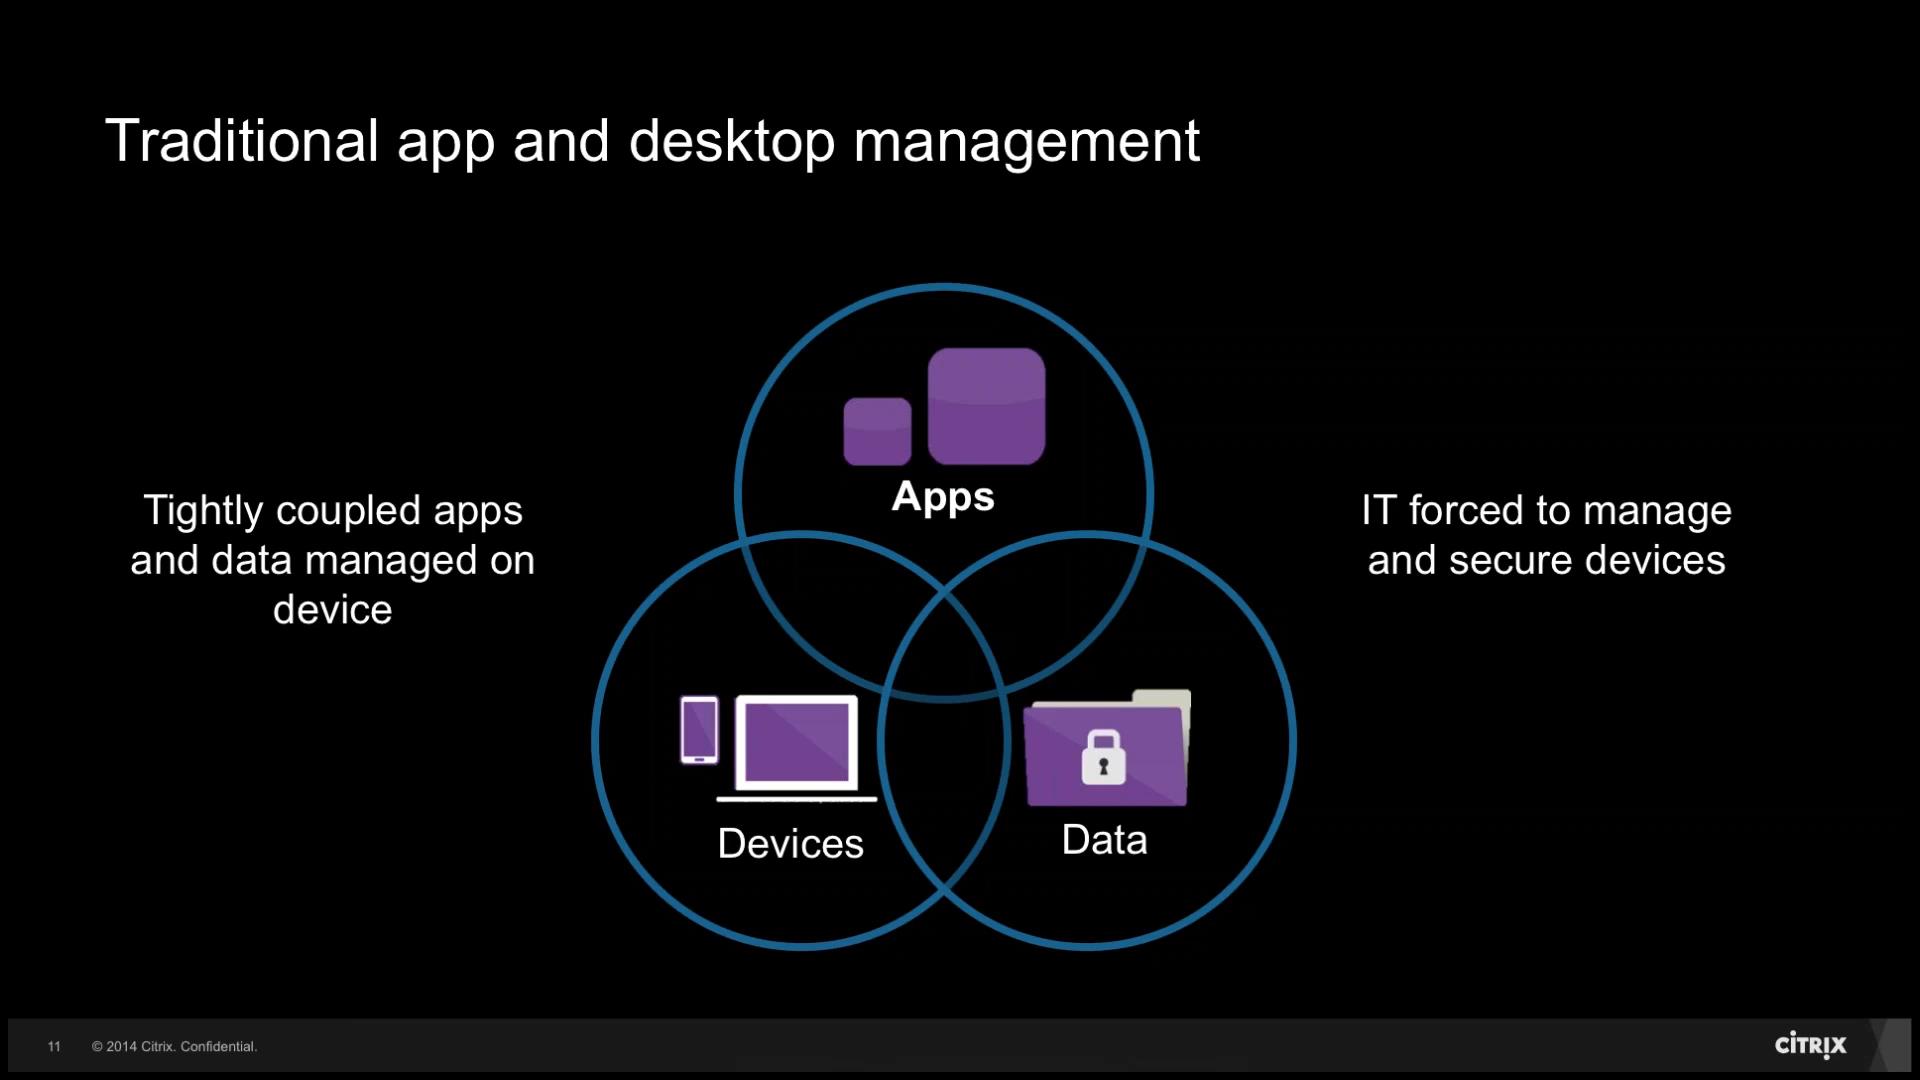 Traditional app and desktop management
Apps
Tightly coupled apps
and data managed on
device
IT forced to manage
and secure devices
Devices
Data
11
© 2014 Citrix. Confidential.
CITRIX